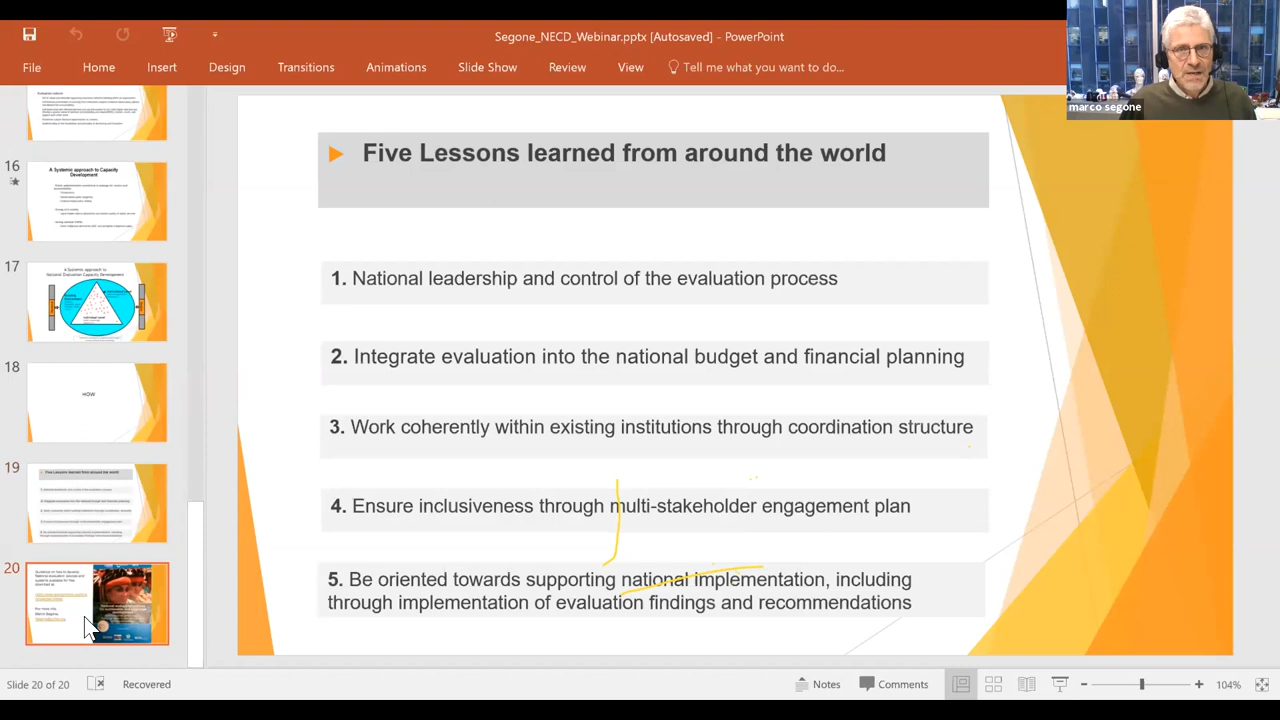 Segone_NECD_Webinar.pptx [Autosaved] - PowerPoint
File Home Insert Design Transitions Animations Slide Show Review View Tell me what you want to do...
marco segone
16
A Systemic approach to Capacity
Development
17
A Systemic approach to
National Evaluation Capacity Development
18
HOW
19
Five Lessons learned from around the world
20
Five Lessons learned from around the world
1. National leadership and control of the evaluation process
2. Integrate evaluation into the national budget and financial planning
3. Work coherently within existing institutions through coordination structure
4. Ensure inclusiveness through multi-stakeholder engagement plan
5. Be oriented towards supporting national implementation, including
through implementation of evaluation findings and recommendations
Slide 20 of 20 Recovered Notes Comments 104%